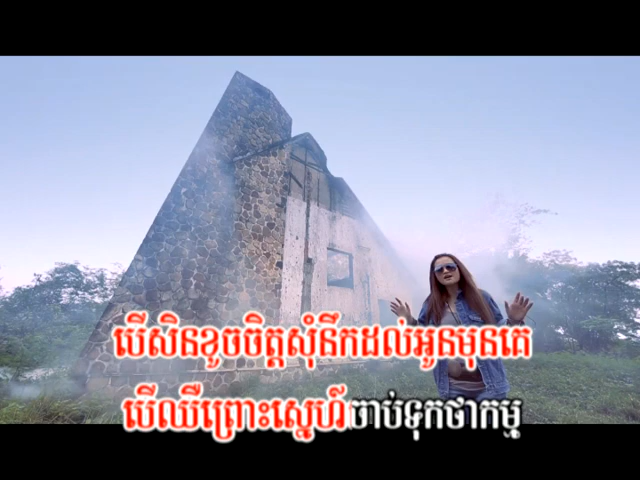 បើសិនខូចចិត្តសុំនឹកដល់អូនមុនគេ
បើឈឺព្រោះស្នេហ៍ចាប់ទុកថាកម្ម